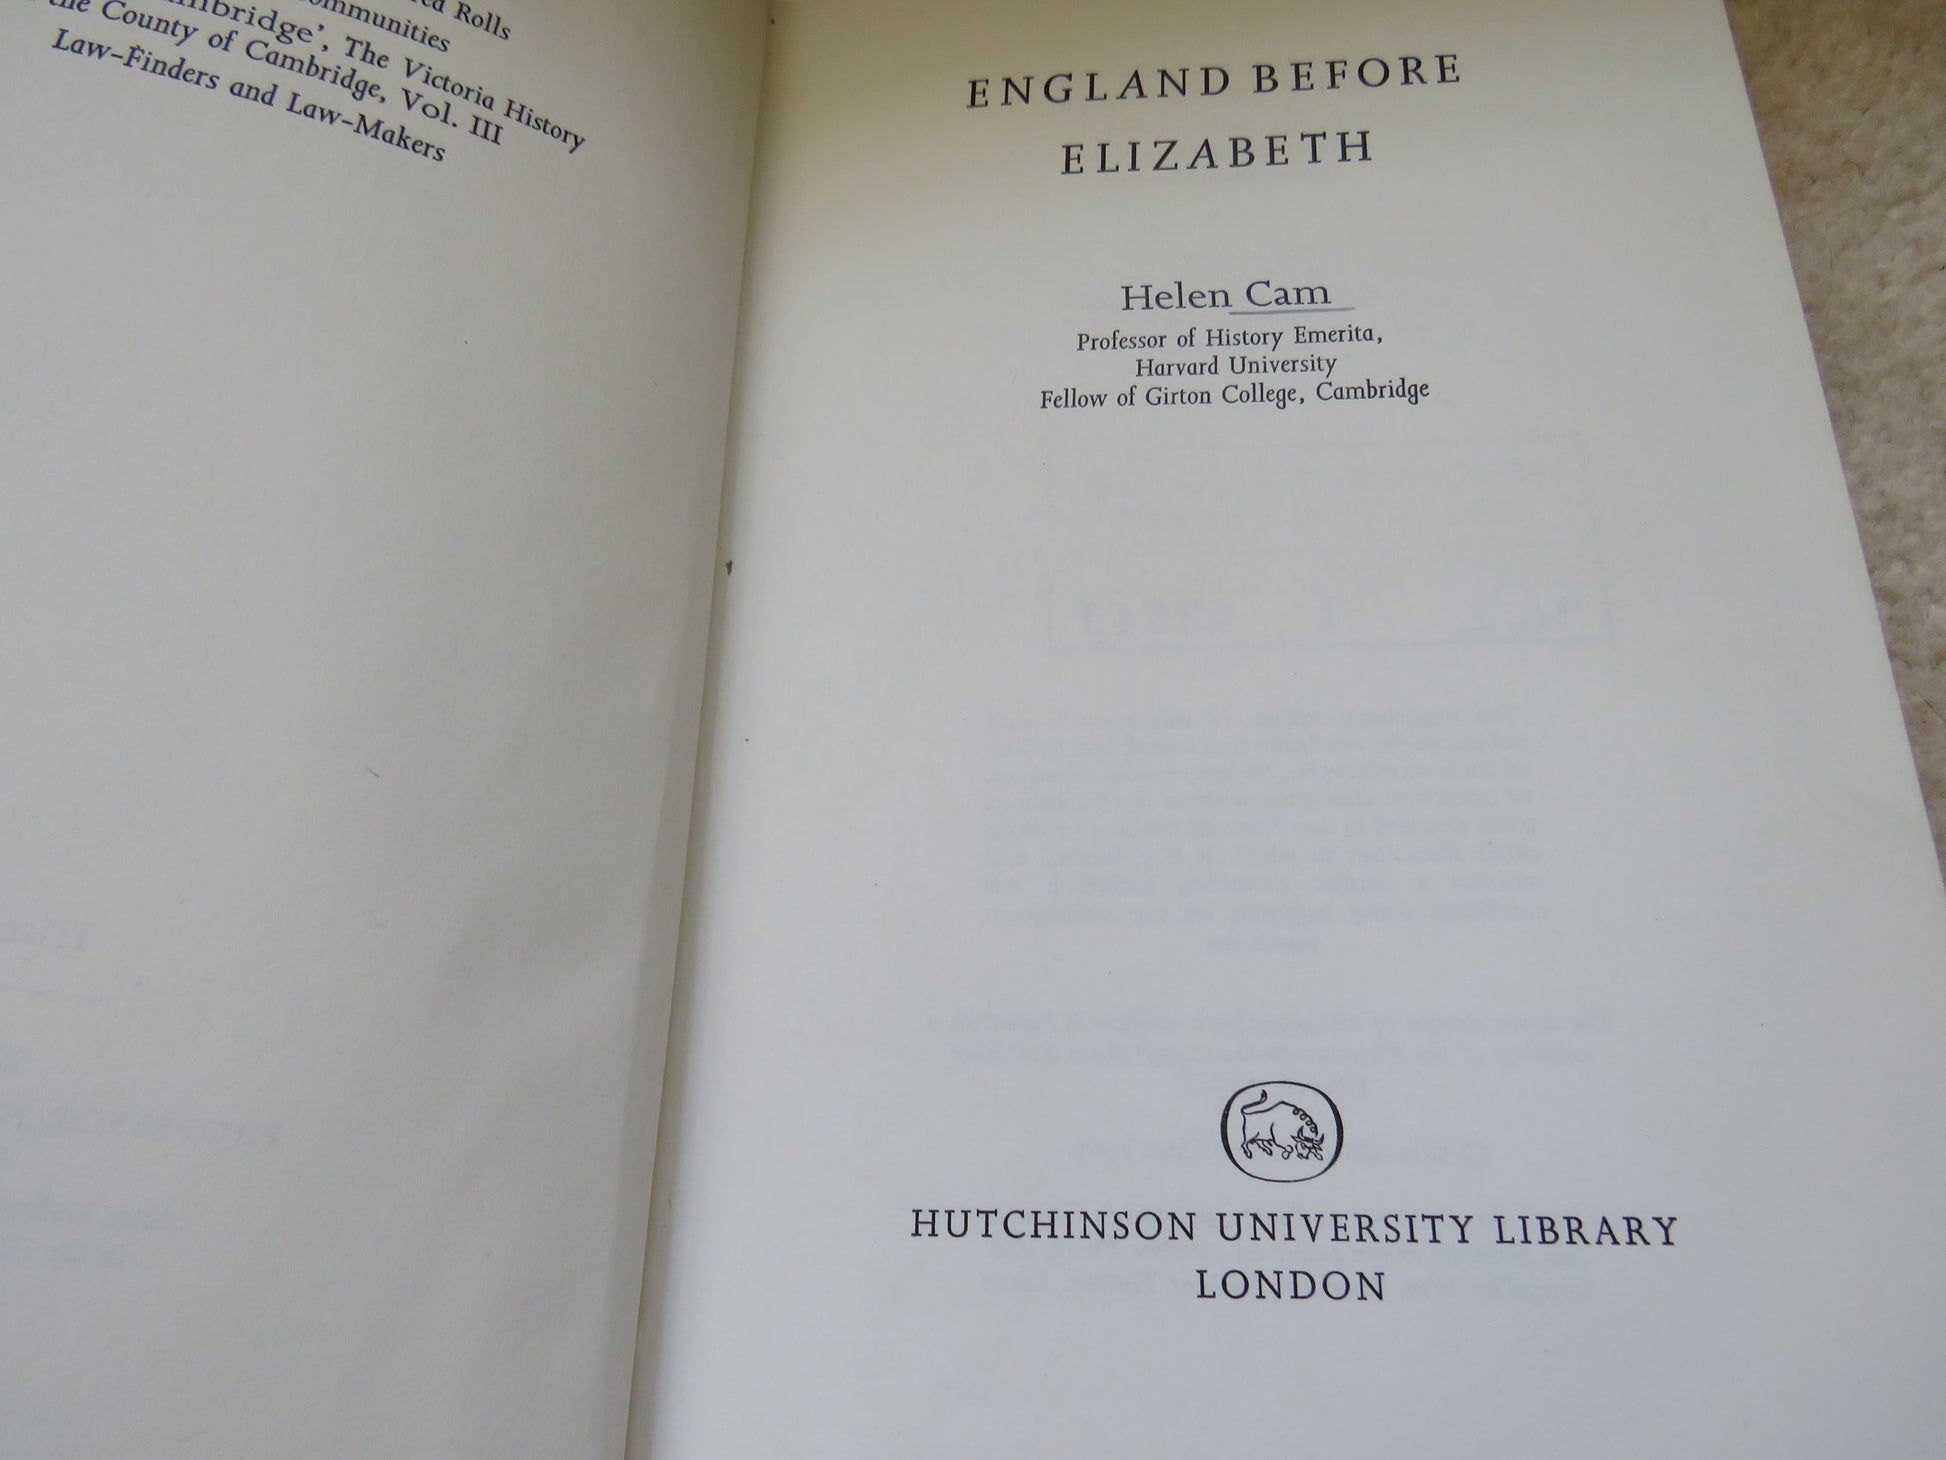 Rolls
ommunities
mbridge', The Victoria History
the County of Cambridge, Vol. III
Law-Finders and Law-Makers
ENGLAND BEFORE
ELIZABETH
Helen Cam
Professor of History Emerita,
Harvard University
Fellow of Girton College, Cambridge
HUTCHINSON UNIVERSITY LIBRARY
LONDON